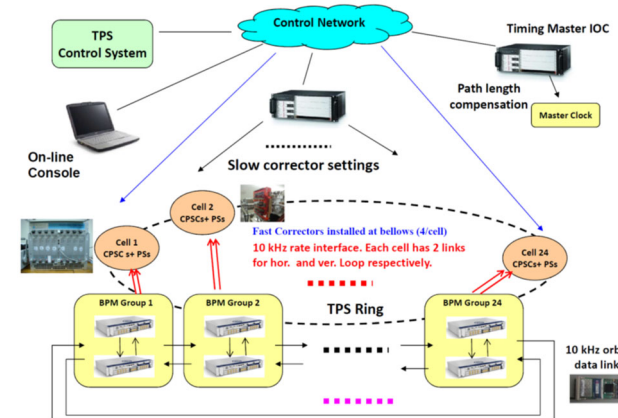 Control Network
TPS
Control System
Timing Master IOC
Path length
compensation
Master Clock
On-line
Console
Slow corrector settings
Cell 2
CPSCs+ PSs
Fast Correctors installed at bellows (4/cell)
10 kHz rate interface. Each cell has 2 links
for hor. and ver. Loop respectively.
Cell 1
CPSC s+ PSs
Cell 24
CPSCs+ PSs
TPS Ring
BPM Group 1
BPM Group 2
BPM Group 24
10 kHz orb
data link